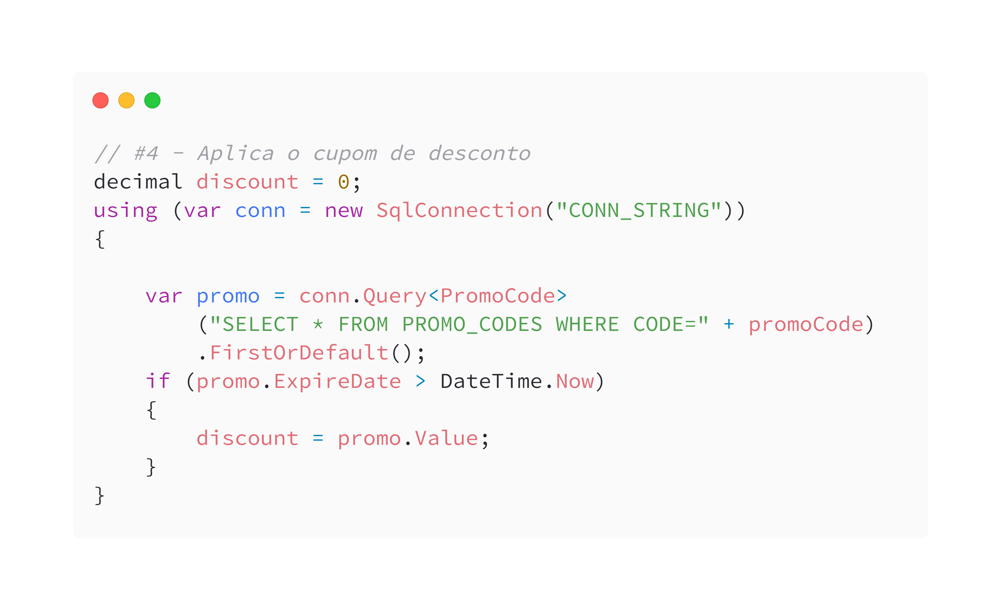 // #4 - Aplica o cupom de desconto
decimal discount = 0;
using (var conn = new SqlConnection("CONN_STRING"))
{
var promo = conn.Query<PromoCode>
("SELECT * FROM PROMO_CODES WHERE CODE=" + promoCode)
.FirstOrDefault();
if (promo.ExpireDate > DateTime.Now)
{
discount = promo.Value;
}
}